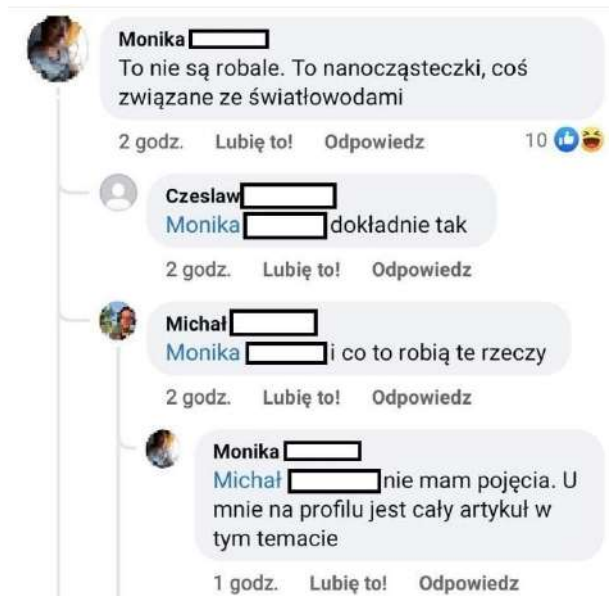 Monika
To nie są robale. To nanocząsteczki, coś
związane ze światłowodami
2 godz. Lubię to! Odpowiedz 10
Czeslaw
Monika dokładnie tak
2 godz. Lubię to! Odpowiedz
Michał
Monika i co to robią te rzeczy
2 godz. Lubię to! Odpowiedz
Monika
Michał nie mam pojęcia. U
mnie na profilu jest cały artykuł w
tym temacie
1 godz. Lubię to! Odpowiedz